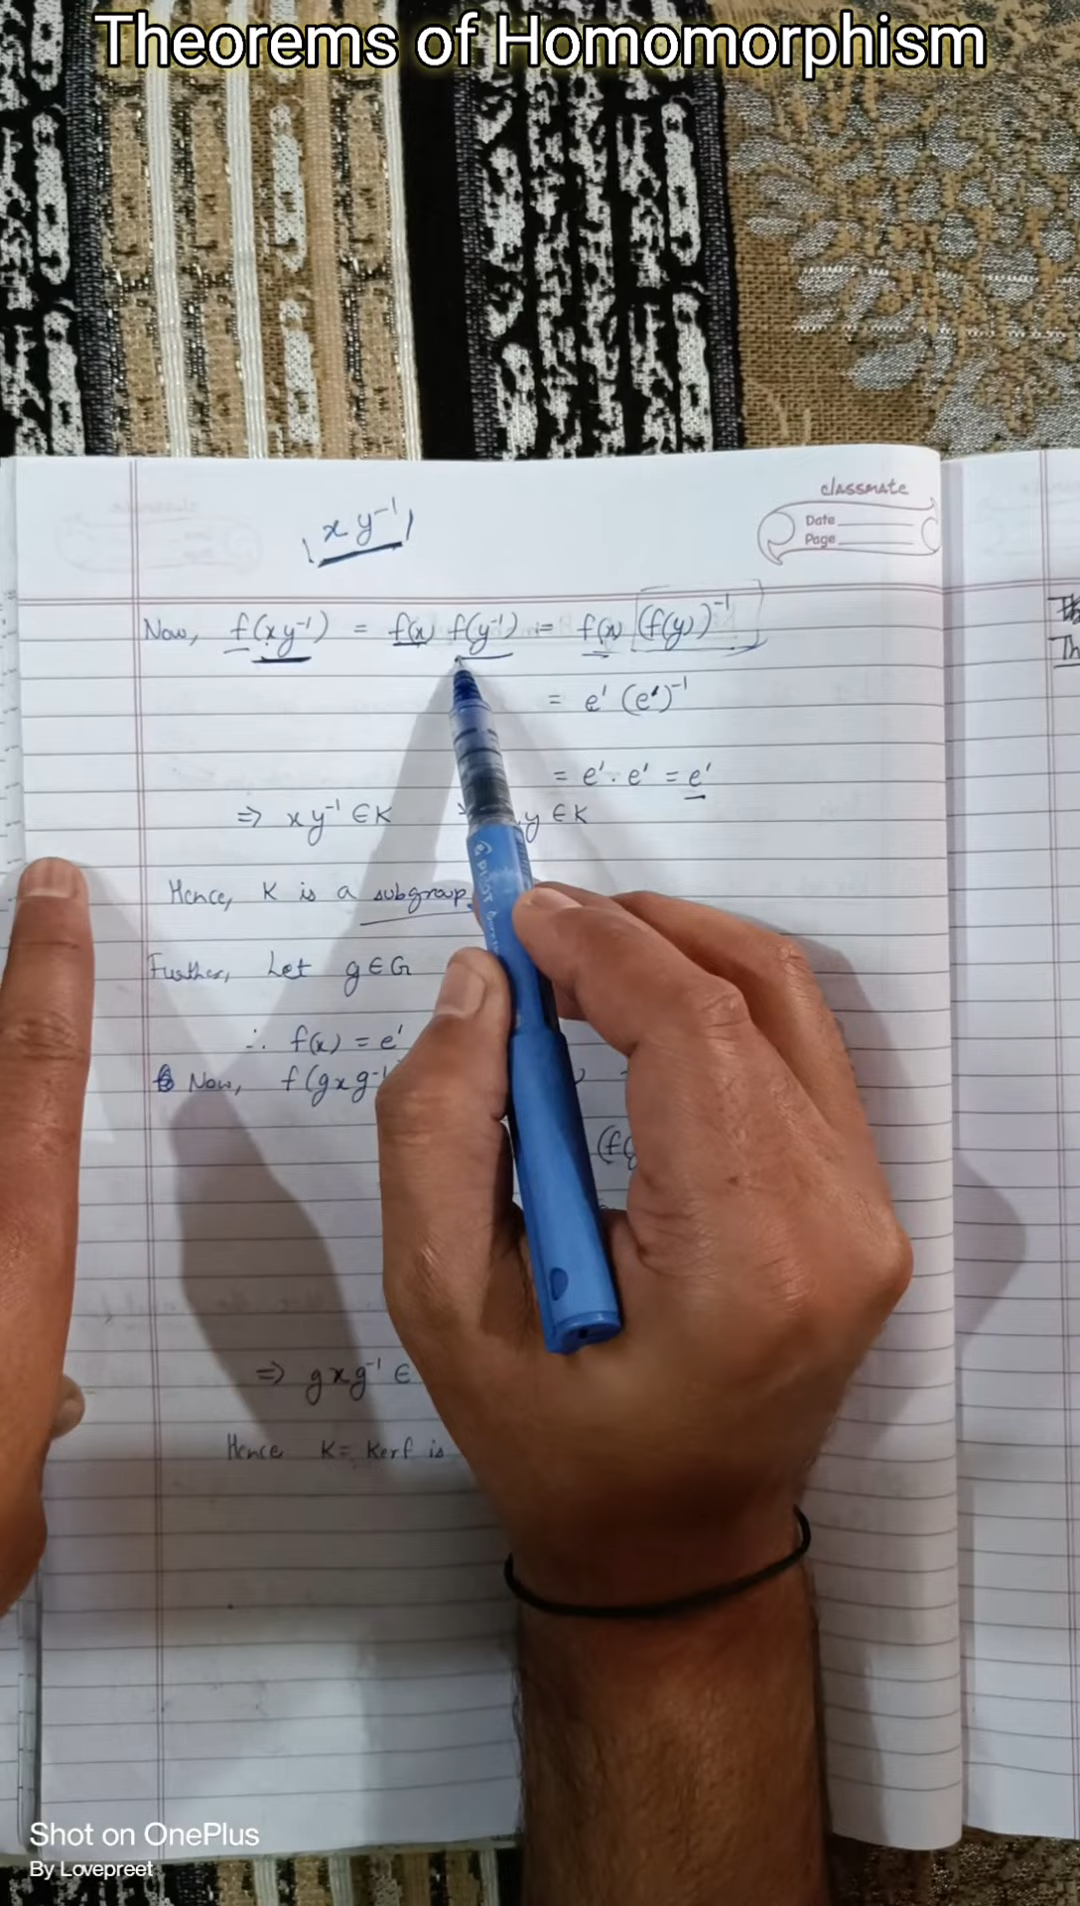 Theorems of Homomorphism
classmate
Date
Page
x y⁻¹
Now, f(xy⁻¹) = f(x) f(y⁻¹) = f(x) (f(y))⁻¹
= e' (e')⁻¹
= e' . e' = e'
⇒ xy⁻¹ ∈ K y ∈ K
Hence, K is a subgroup
Further, Let g ∈ G
∴ f(x) = e'
Now, f(gxg⁻¹
⇒ gxg⁻¹ ∈
Hence K = Kerf is
PILOT
Shot on OnePlus
By Lovepreet